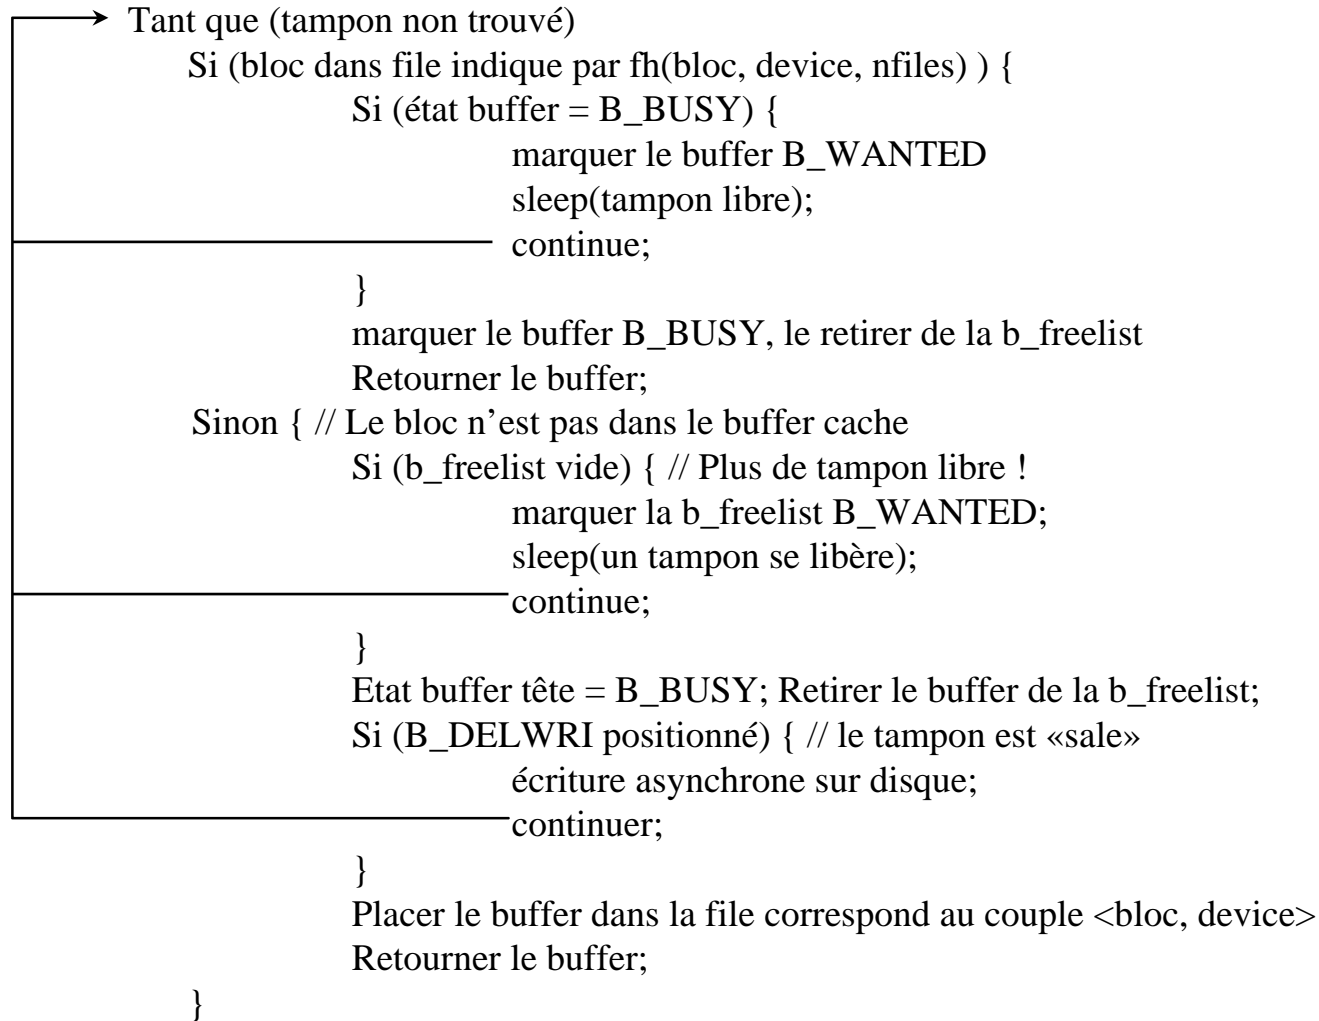 Tant que (tampon non trouvé)
Si (bloc dans file indique par fh(bloc, device, nfiles) ) {
Si (état buffer = B_BUSY) {
marquer le buffer B_WANTED
sleep(tampon libre);
continue;
}
marquer le buffer B_BUSY, le retirer de la b_freelist
Retourner le buffer;
Sinon { // Le bloc n’est pas dans le buffer cache
Si (b_freelist vide) { // Plus de tampon libre !
marquer la b_freelist B_WANTED;
sleep(un tampon se libère);
continue;
}
Etat buffer tête = B_BUSY; Retirer le buffer de la b_freelist;
Si (B_DELWRI positionné) { // le tampon est «sale»
écriture asynchrone sur disque;
continuer;
}
Placer le buffer dans la file correspond au couple <bloc, device>
Retourner le buffer;
}